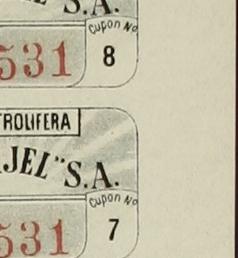 S.A.
Cupon Nº
531 8
TROLIFERA
JEL" S.A.
Cupon Nº
531 7